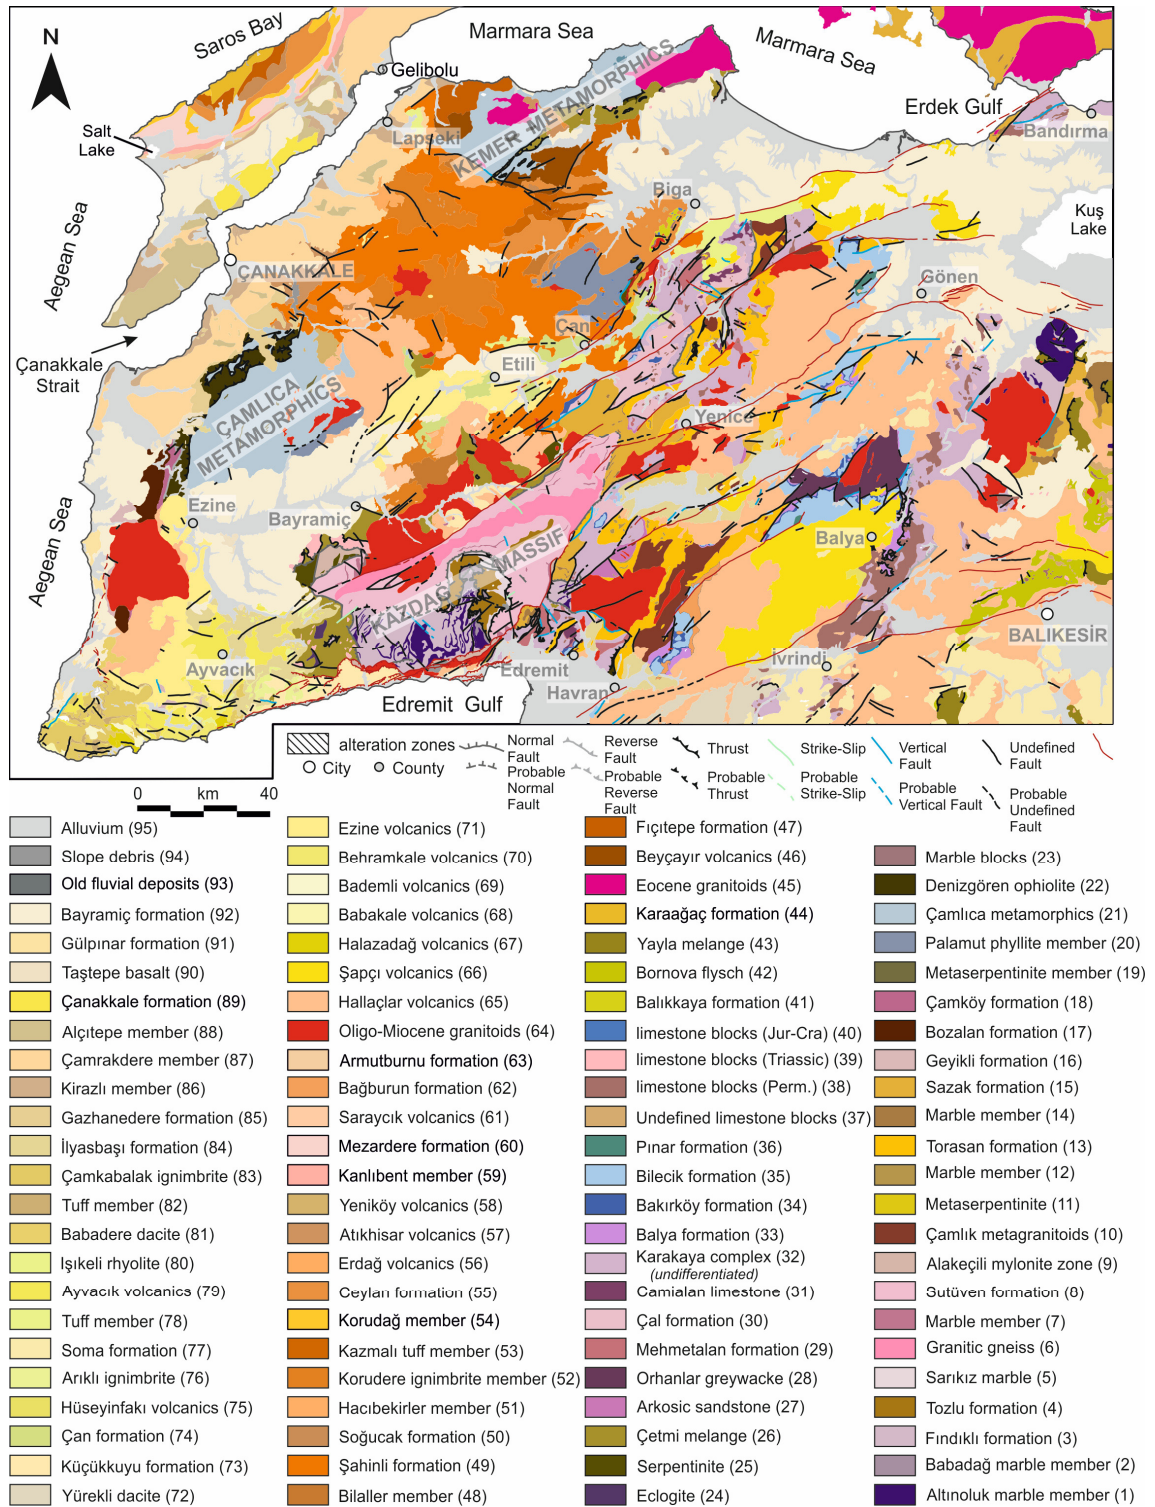 Saros Bay
Marmara Sea
Marmara Sea
N
Gelibolu
Erdek Gulf
Salt
Lake
Lapseki
KEMER METAMORPHICS
Bandırma
Biga
Kuş
Lake
Aegean Sea
ÇANAKKALE
Gönen
Çan
Çanakkale
Strait
Etili
ÇAMLICA
METAMORPHICS
Yenice
Ezine
Bayramiç
Balya
Aegean Sea
KAZDAĞ MASSIF
BALIKESİR
Ayvacık
Edremit
İvrindi
Havran
Edremit Gulf
alteration zones
City
County
Normal
Fault
Probable
Normal
Fault
Reverse
Fault
Probable
Reverse
Fault
Thrust
Probable
Thrust
Strike-Slip
Probable
Strike-Slip
Vertical
Fault
Probable
Vertical Fault
Undefined
Fault
Probable
Undefined
Fault
0 km 40
Alluvium (95)
Slope debris (94)
Old fluvial deposits (93)
Bayramiç formation (92)
Gülpınar formation (91)
Taştepe basalt (90)
Çanakkale formation (89)
Alçıtepe member (88)
Çamrakdere member (87)
Kirazlı member (86)
Gazhanedere formation (85)
İlyasbaşı formation (84)
Çamkabalak ignimbrite (83)
Tuff member (82)
Babadere dacite (81)
Işıkeli rhyolite (80)
Ayvacık volcanics (79)
Tuff member (78)
Soma formation (77)
Arıklı ignimbrite (76)
Hüseyinfakı volcanics (75)
Çan formation (74)
Küçükkuyu formation (73)
Yürekli dacite (72)
Ezine volcanics (71)
Behramkale volcanics (70)
Bademli volcanics (69)
Babakale volcanics (68)
Halazadağ volcanics (67)
Şapçı volcanics (66)
Hallaçlar volcanics (65)
Oligo-Miocene granitoids (64)
Armutburnu formation (63)
Bağburun formation (62)
Saraycık volcanics (61)
Mezardere formation (60)
Kanlıbent member (59)
Yeniköy volcanics (58)
Atıkhisar volcanics (57)
Erdağ volcanics (56)
Ceylan formation (55)
Korudağ member (54)
Kazmalı tuff member (53)
Korudere ignimbrite member (52)
Hacıbekirler member (51)
Soğucak formation (50)
Şahinli formation (49)
Bilaller member (48)
Fıçıtepe formation (47)
Beyçayır volcanics (46)
Eocene granitoids (45)
Karaağaç formation (44)
Yayla melange (43)
Bornova flysch (42)
Balıkkaya formation (41)
limestone blocks (Jur-Cra) (40)
limestone blocks (Triassic) (39)
limestone blocks (Perm.) (38)
Undefined limestone blocks (37)
Pınar formation (36)
Bilecik formation (35)
Bakırköy formation (34)
Balya formation (33)
Karakaya complex (32)
(undifferentiated)
Camialan limestone (31)
Çal formation (30)
Mehmetalan formation (29)
Orhanlar greywacke (28)
Arkosic sandstone (27)
Çetmi melange (26)
Serpentinite (25)
Eclogite (24)
Marble blocks (23)
Denizgören ophiolite (22)
Çamlıca metamorphics (21)
Palamut phyllite member (20)
Metaserpentinite member (19)
Çamköy formation (18)
Bozalan formation (17)
Geyikli formation (16)
Sazak formation (15)
Marble member (14)
Torasan formation (13)
Marble member (12)
Metaserpentinite (11)
Çamlık metagranitoids (10)
Alakeçili mylonite zone (9)
Sutüven formation (8)
Marble member (7)
Granitic gneiss (6)
Sarıkız marble (5)
Tozlu formation (4)
Fındıklı formation (3)
Babadağ marble member (2)
Altınoluk marble member (1)